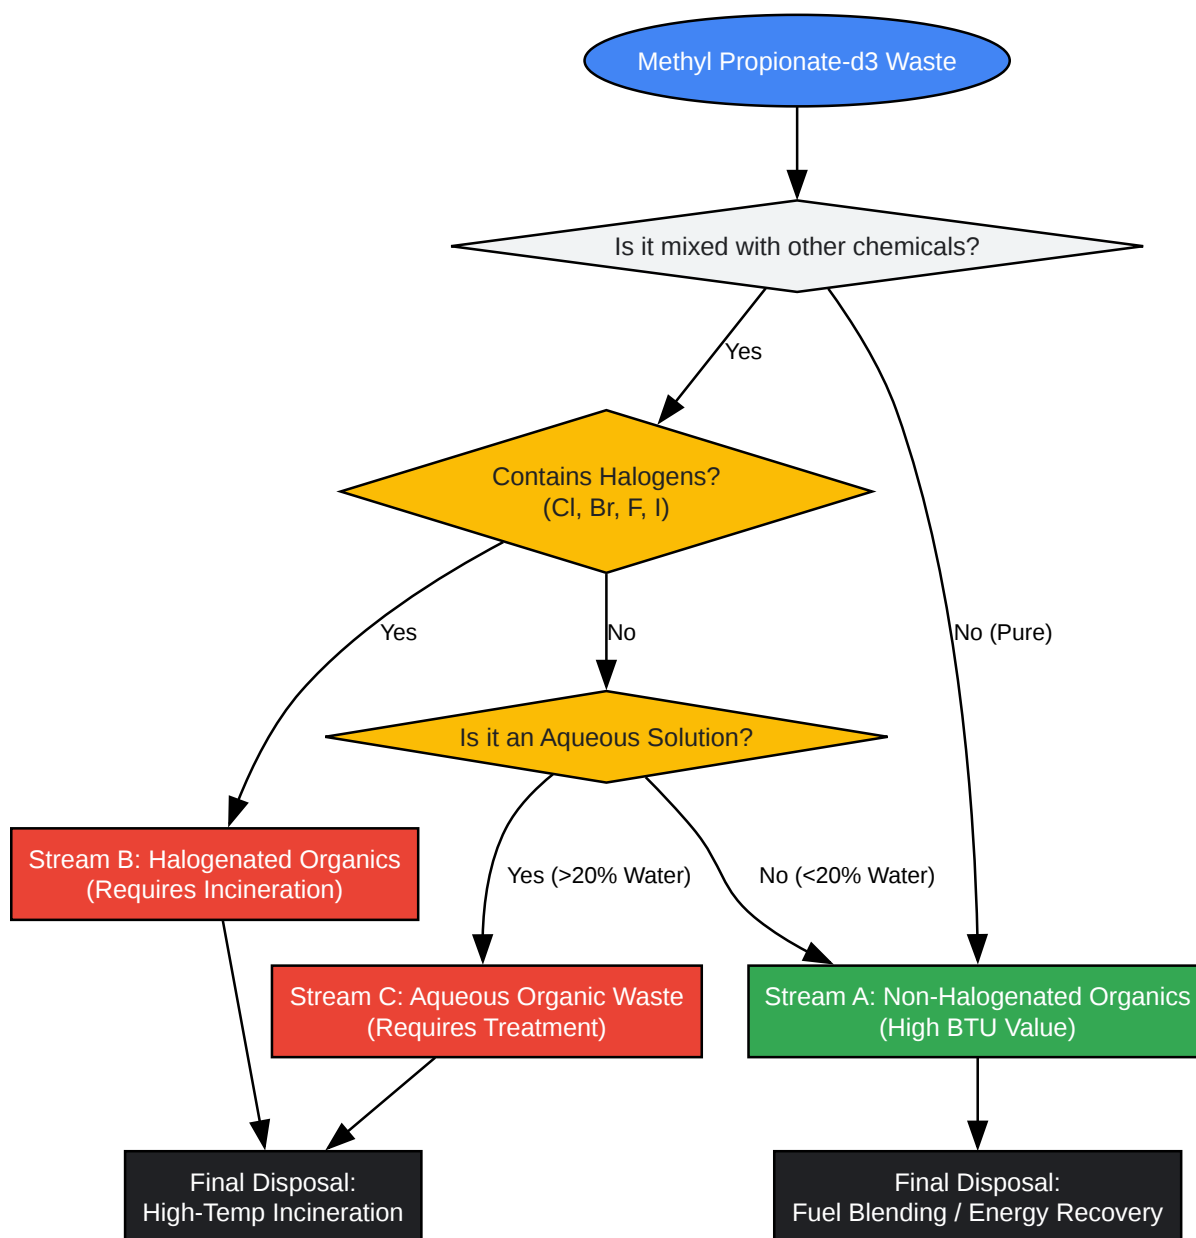 Methyl Propionate-d3 Waste
Is it mixed with other chemicals?
Yes
Contains Halogens?
(Cl, Br, F, I)
Yes
No
No (Pure)
Is it an Aqueous Solution?
Stream B: Halogenated Organics
(Requires Incineration)
Yes (>20% Water)
No (<20% Water)
Stream C: Aqueous Organic Waste
(Requires Treatment)
Stream A: Non-Halogenated Organics
(High BTU Value)
Final Disposal:
High-Temp Incineration
Final Disposal:
Fuel Blending / Energy Recovery